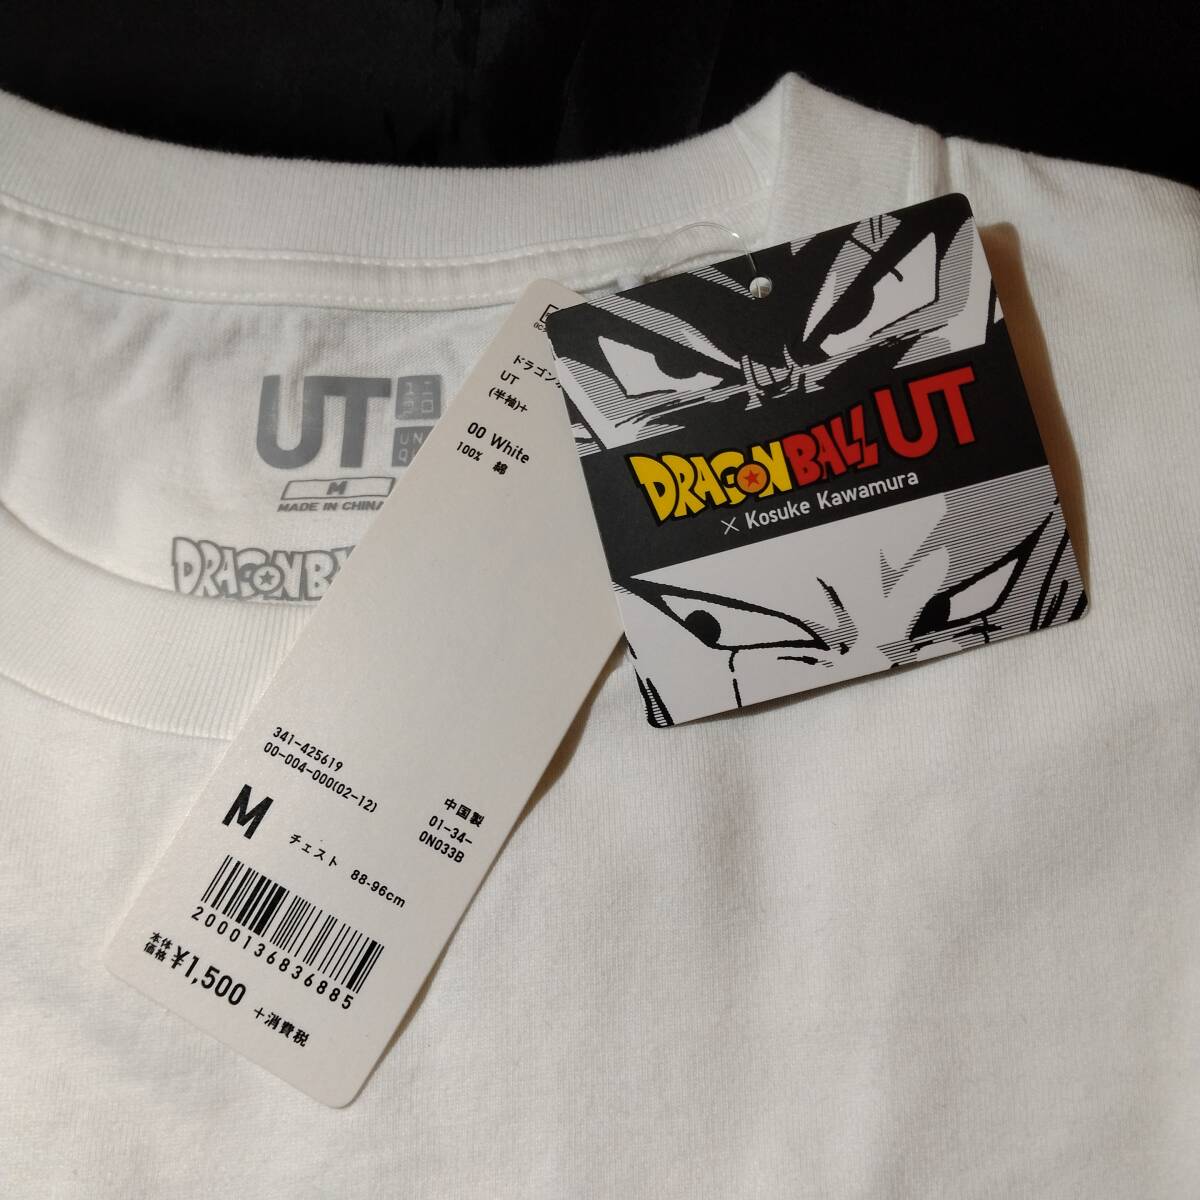 UT
UN
M
MADE IN CHINA
DRAGON
ドラゴン
UT
(半袖)+
00 White
100% 綿
341-425619
00-004-000(02-12)
M
チェスト 88-96cm
中国製
01-34-
0N033B
2000136836885
本体
価格 ¥1,500 +消費税
DRAGONBALL UT
× Kosuke Kawamura